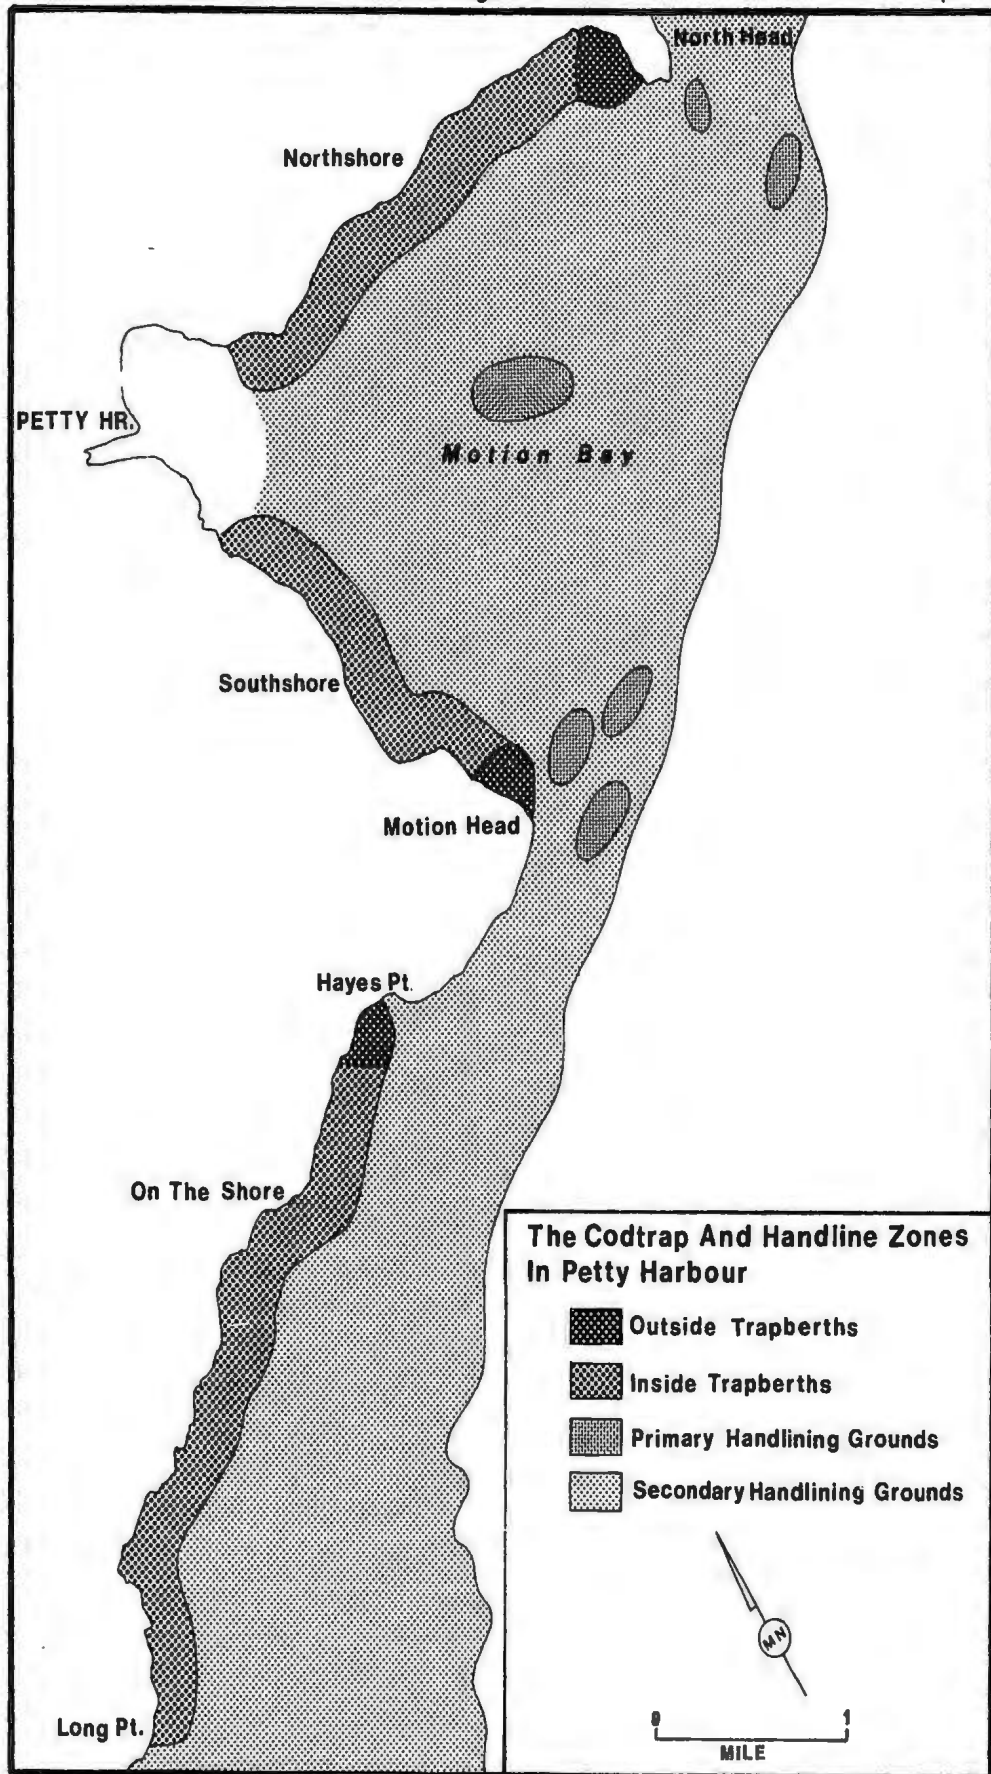 North Head
Northshore
PETTY HR.
Motion Bay
Southshore
Motion Head
Hayes Pt.
On The Shore
The Codtrap And Handline Zones
In Petty Harbour
Outside Trapberths
Inside Trapberths
Primary Handlining Grounds
Secondary Handlining Grounds
MN
0 1
MILE
Long Pt.